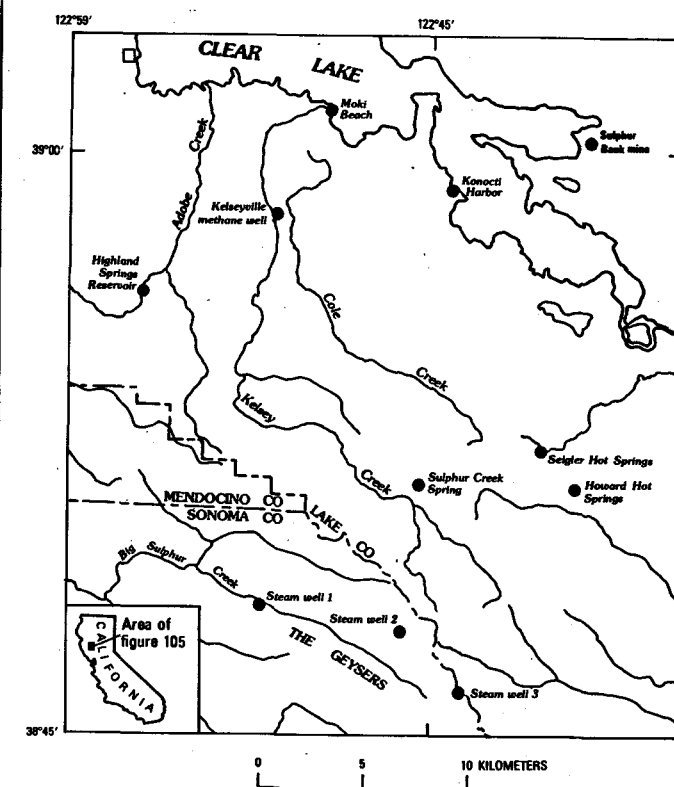 122°59'
122°45'
CLEAR LAKE
Moki
Beach
Sulphur
Bank mine
39°00'
Adobe Creek
Konocti
Harbor
Kelseyville
methane well
Highland
Springs
Reservoir
Cole Creek
Kelsey Creek
Seigler Hot Springs
Sulphur Creek
Spring
Howard Hot
Springs
MENDOCINO CO
SONOMA CO
LAKE CO
Big Sulphur Creek
Steam well 1
Steam well 2
THE GEYSERS
Steam well 3
Area of
figure 105
CALIFORNIA
38°45'
0 5 10 KILOMETERS